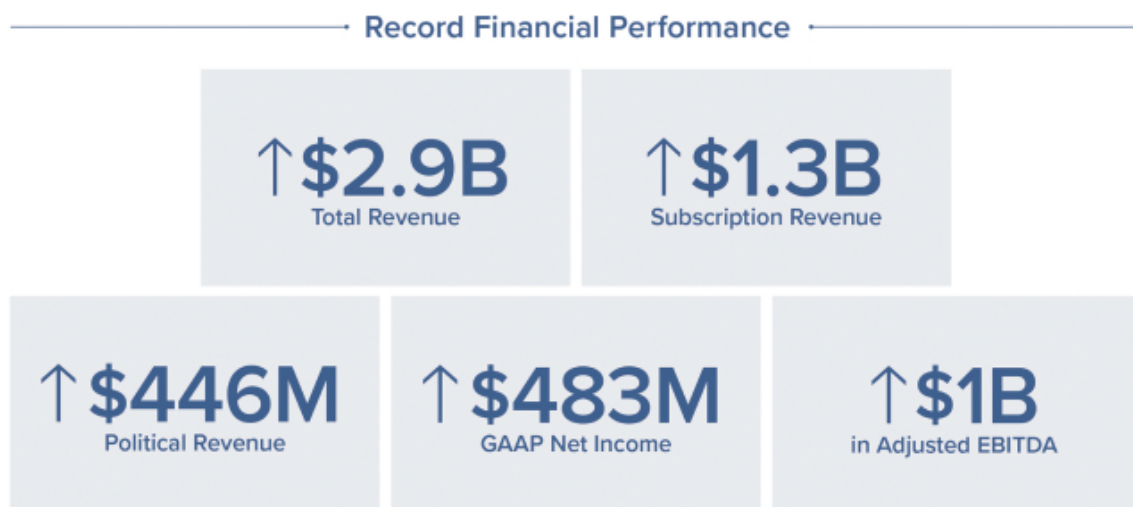 Record Financial Performance
↑$2.9B
Total Revenue
↑$1.3B
Subscription Revenue
↑$446M
Political Revenue
↑$483M
GAAP Net Income
↑$1B
in Adjusted EBITDA